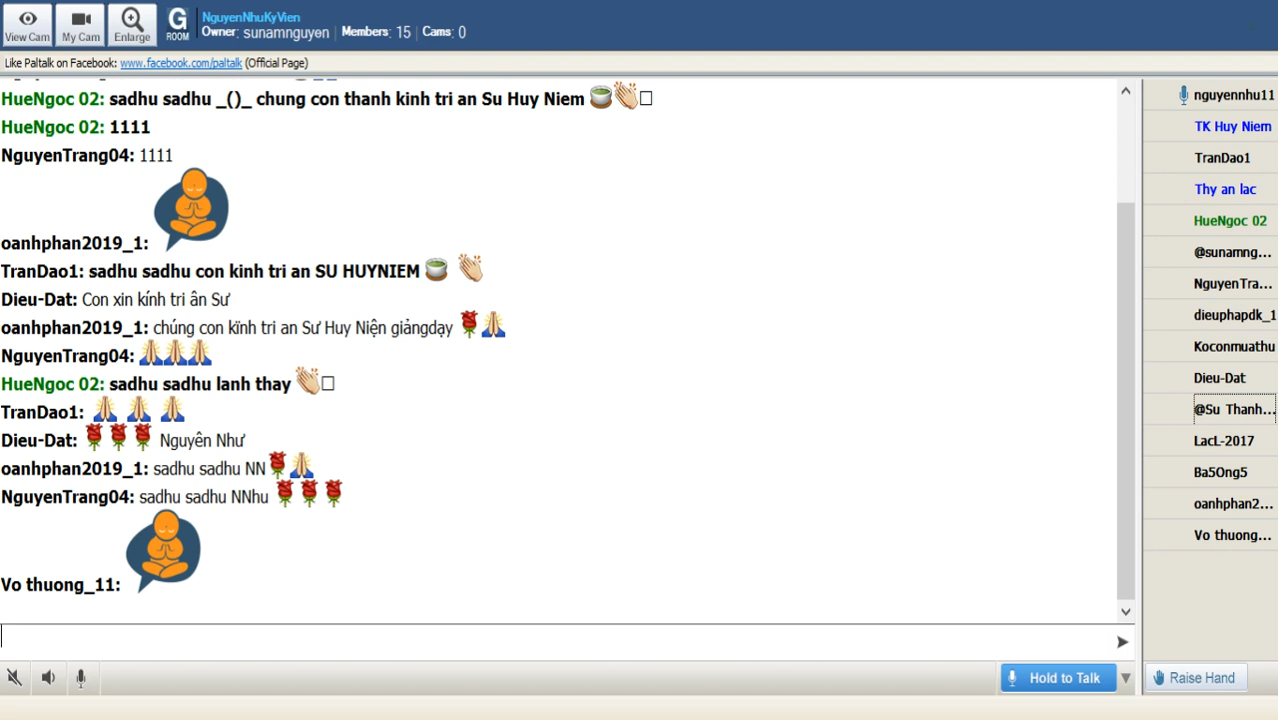 View Cam
My Cam
Enlarge
G
ROOM
NguyenNhuKyVien
Owner: sunamnguyen | Members: 15 | Cams: 0
Like Paltalk on Facebook: www.facebook.com/paltalk (Official Page)
HueNgoc 02: sadhu sadhu _()_ chung con thanh kinh tri an Su Huy Niem 🍵👏□
HueNgoc 02: 1111
NguyenTrang04: 1111
oanhphan2019_1:
TranDao1: sadhu sadhu con kinh tri an SU HUYNIEM 🍵 👏
Dieu-Dat: Con xin kính tri ân Sư
oanhphan2019_1: chúng con kïnh tri an Sư Huy Niện giảngdạy 🌹🙏
NguyenTrang04: 🙏🙏🙏
HueNgoc 02: sadhu sadhu lanh thay 👏□
TranDao1: 🙏 🙏 🙏
Dieu-Dat: 🌹🌹🌹 Nguyên Như
oanhphan2019_1: sadhu sadhu NN🌹🙏
NguyenTrang04: sadhu sadhu NNhu 🌹🌹🌹
Vo thuong_11:
Hold to Talk
nguyennhu11
TK Huy Niem
TranDao1
Thy an lac
HueNgoc 02
@sunamng...
NguyenTra...
dieuphapdk_1
Koconmuathu
Dieu-Dat
@Su Thanh...
LacL-2017
Ba5Ong5
oanhphan2...
Vo thuong...
Raise Hand